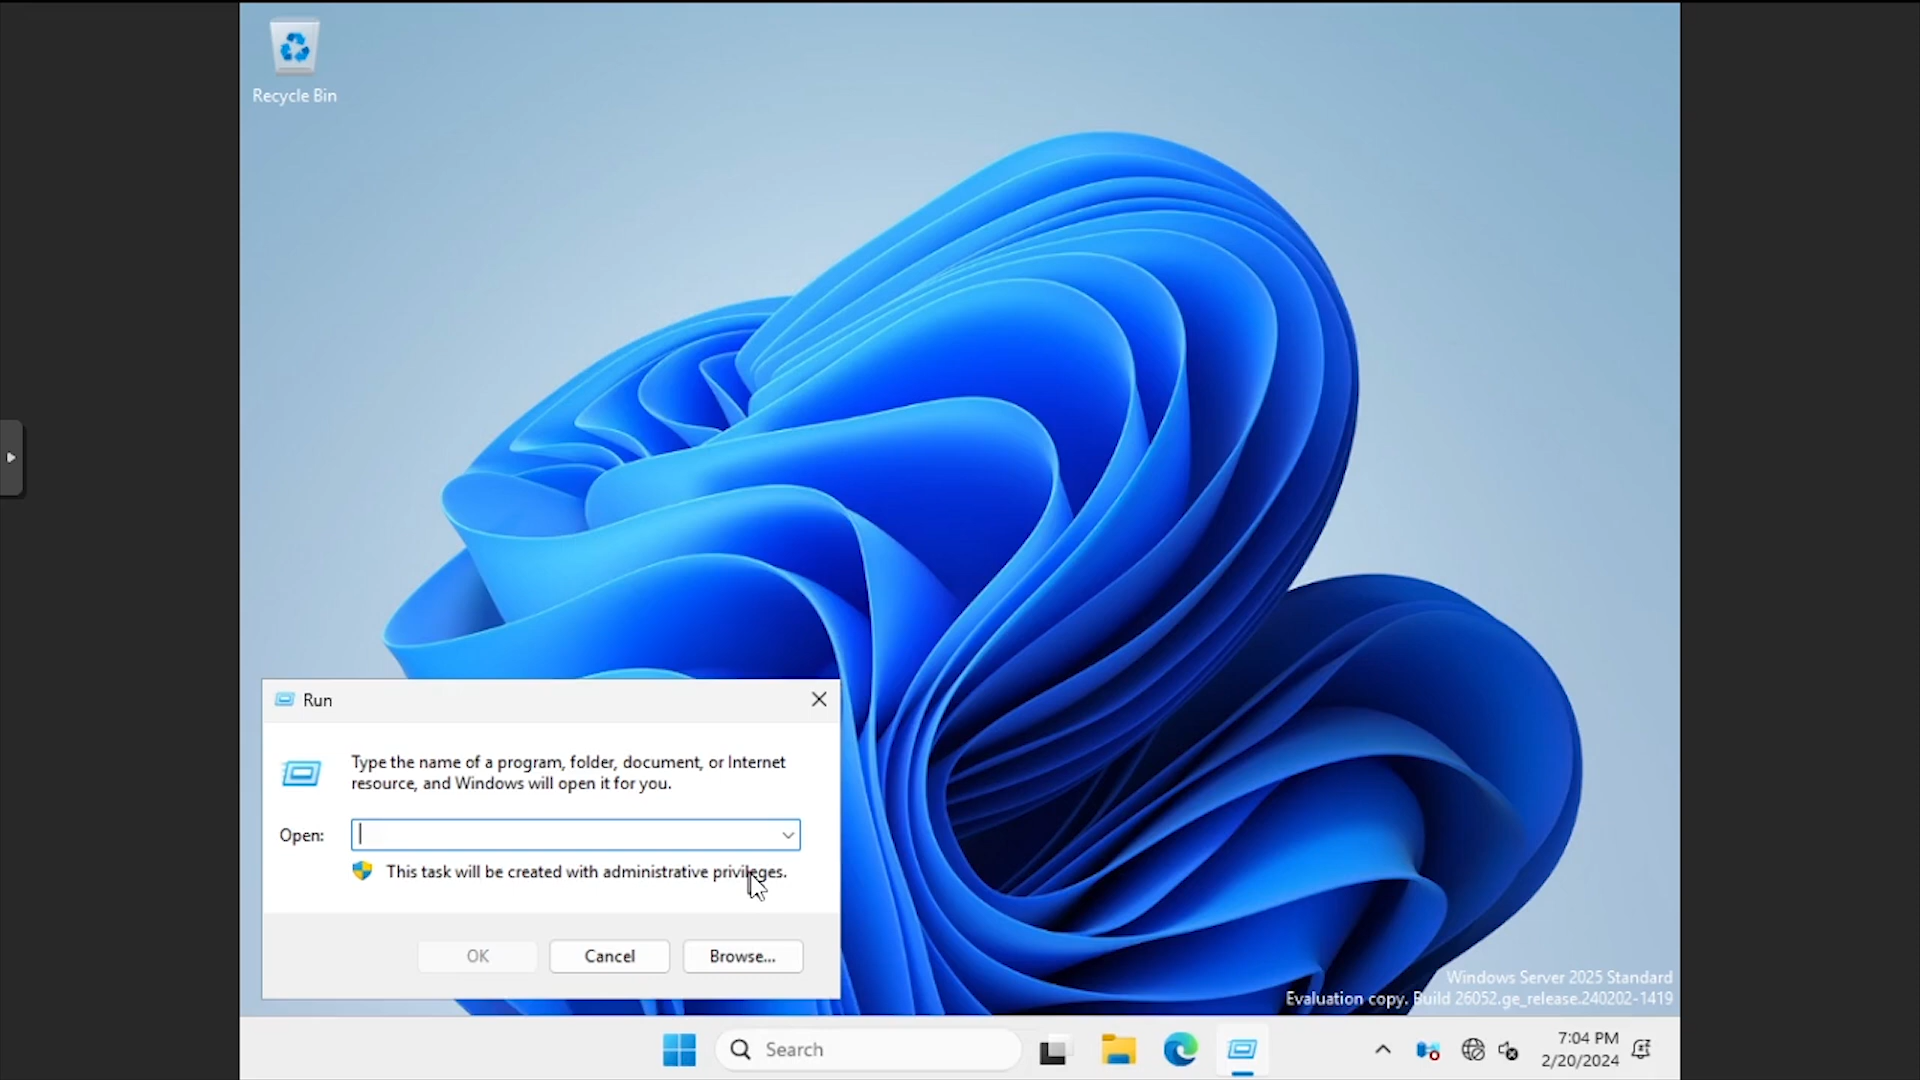 Recycle Bin
Run
Type the name of a program, folder, document, or Internet
resource, and Windows will open it for you.
Open:
This task will be created with administrative privileges.
OK
Cancel
Browse...
Windows Server 2025 Standard
Evaluation copy. Build 26052.ge_release.240202-1419
Search
7:04 PM
2/20/2024